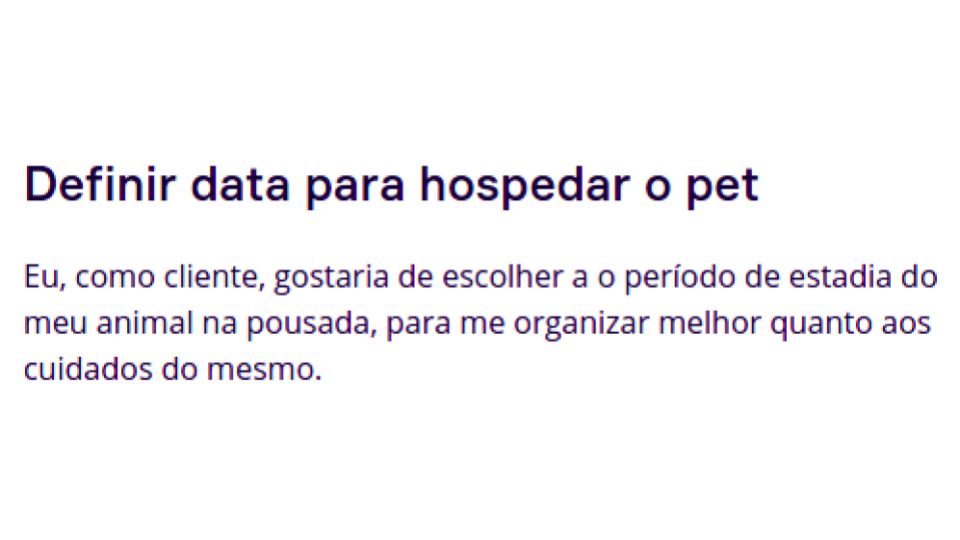 Definir data para hospedar o pet
Eu, como cliente, gostaria de escolher a o período de estadia do
meu animal na pousada, para me organizar melhor quanto aos
cuidados do mesmo.